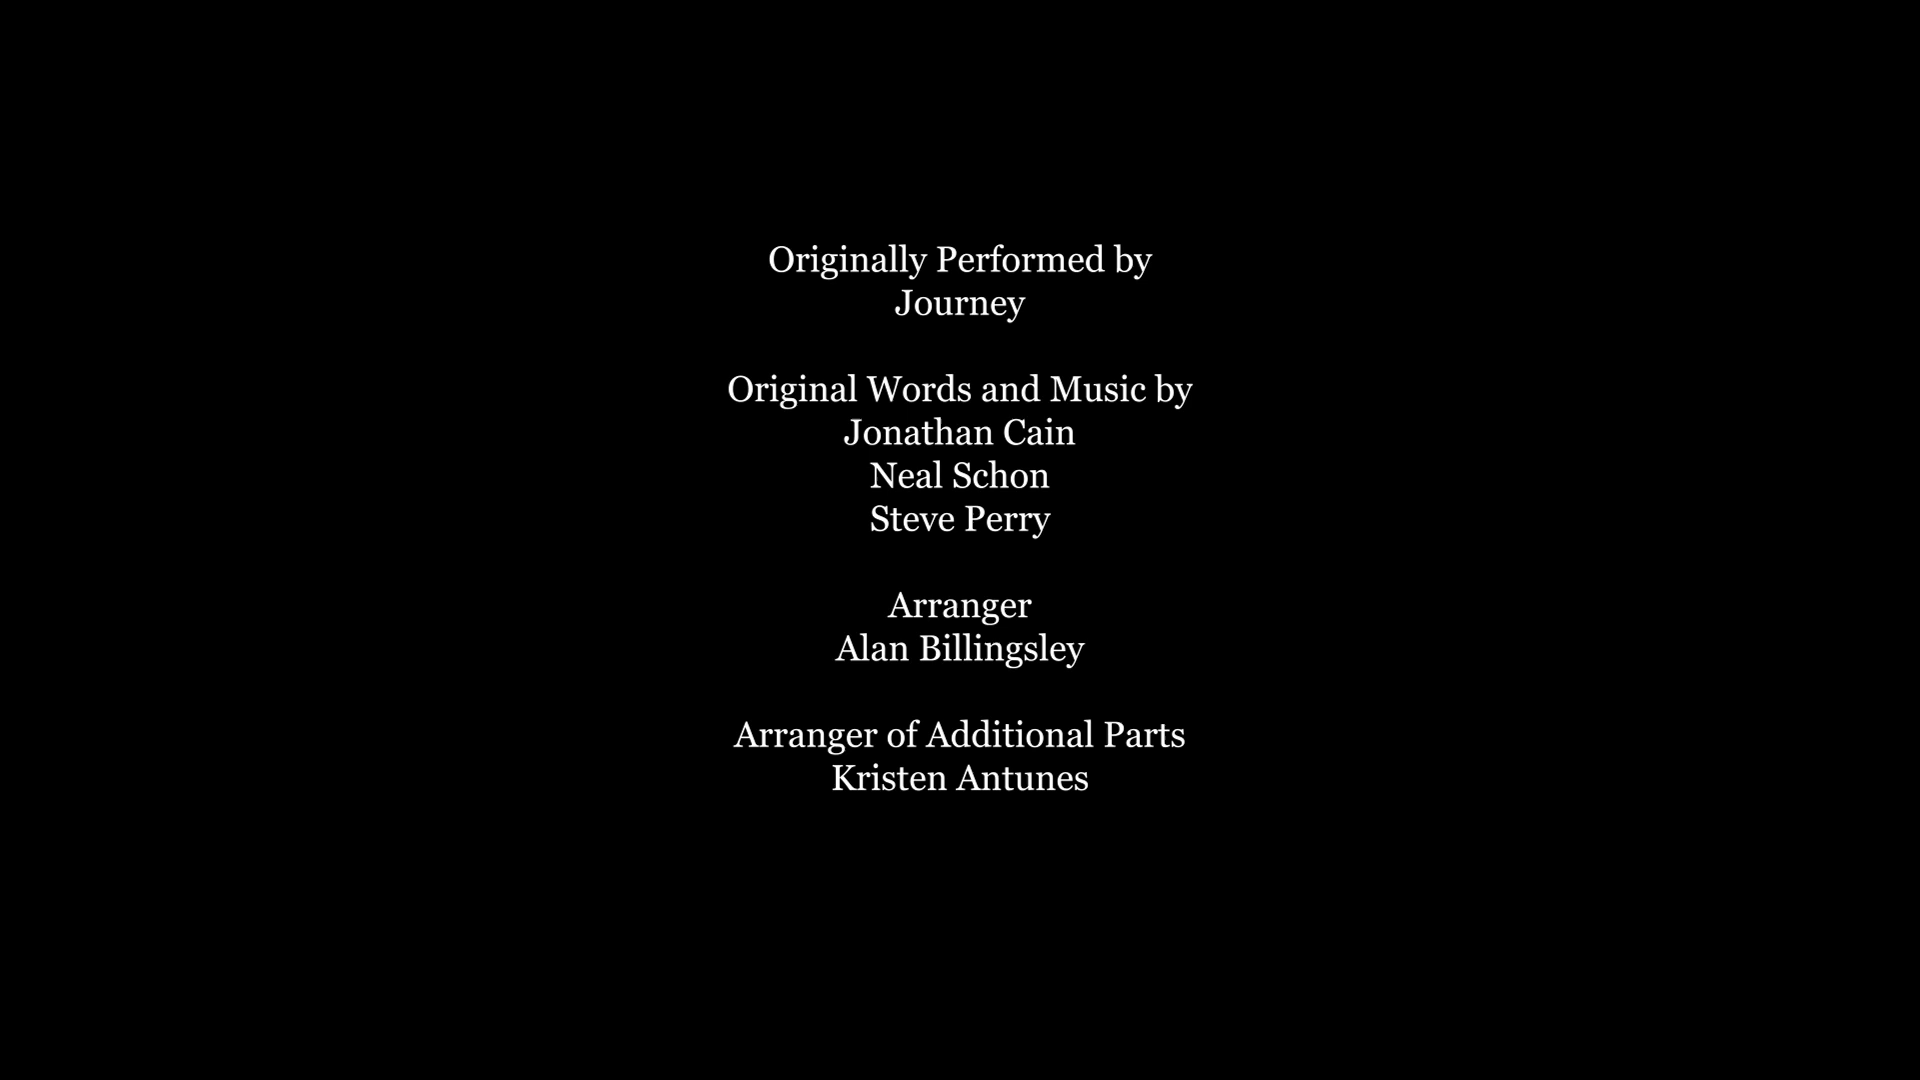 Originally Performed by
Journey
Original Words and Music by
Jonathan Cain
Neal Schon
Steve Perry
Arranger
Alan Billingsley
Arranger of Additional Parts
Kristen Antunes